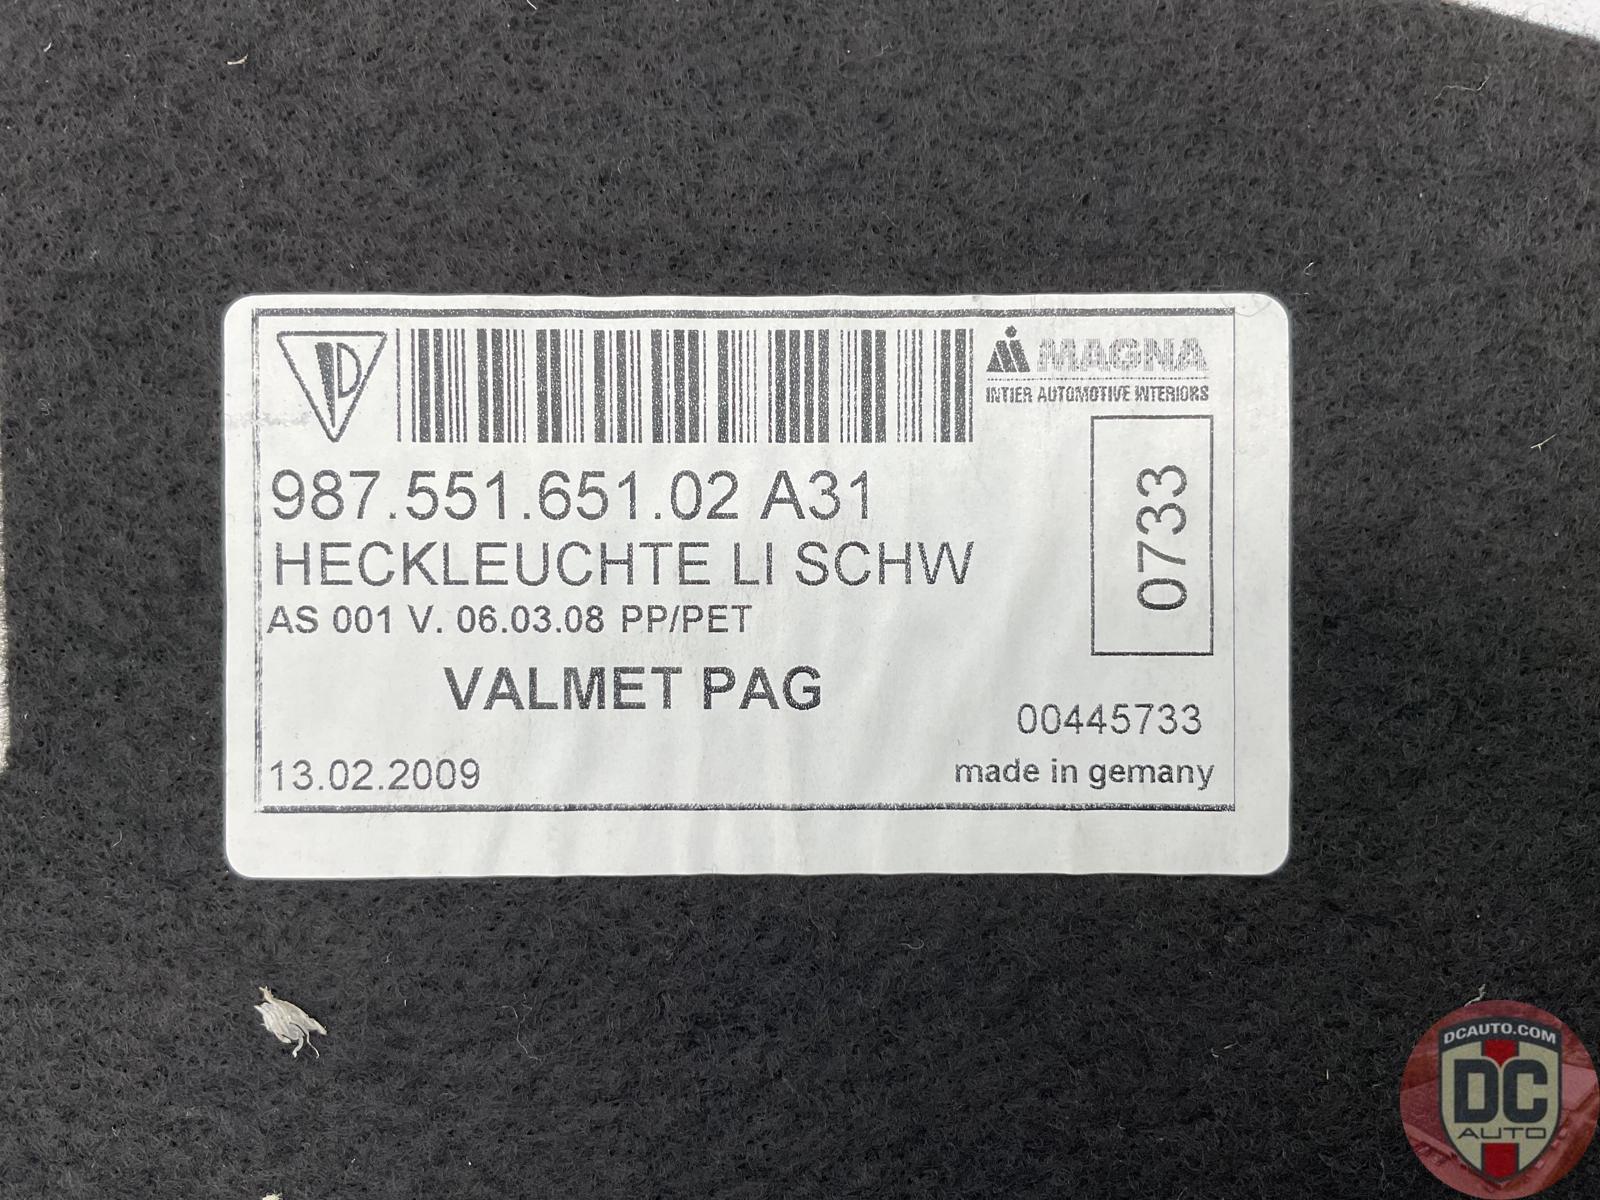 MAGNA
INTIER AUTOMOTIVE INTERIORS
987.551.651.02 A31
HECKLEUCHTE LI SCHW
AS 001 V. 06.03.08 PP/PET
0733
VALMET PAG
00445733
13.02.2009
made in gemany
DCAUTO.COM
DC
AUTO